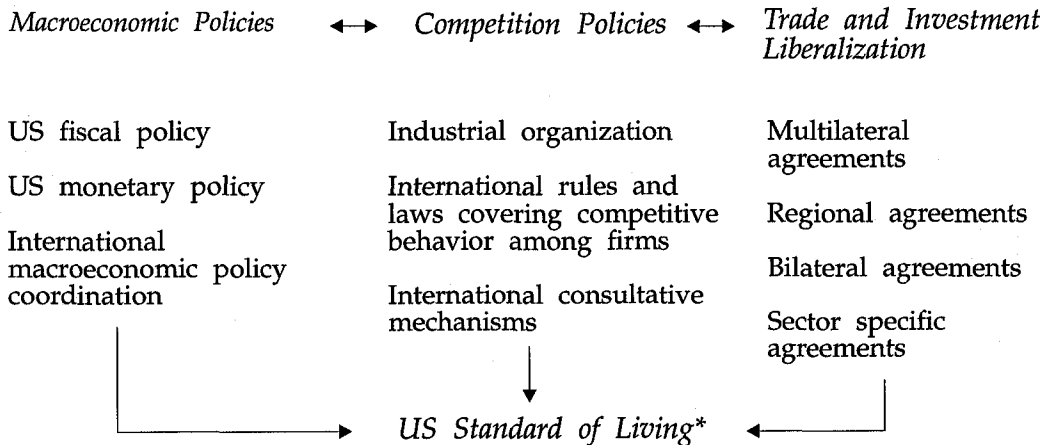 Macroeconomic Policies ↔ Competition Policies ↔ Trade and Investment
Liberalization
US fiscal policy
US monetary policy
International
macroeconomic policy
coordination
Industrial organization
International rules and
laws covering competitive
behavior among firms
International consultative
mechanisms
Multilateral
agreements
Regional agreements
Bilateral agreements
Sector specific
agreements
US Standard of Living*